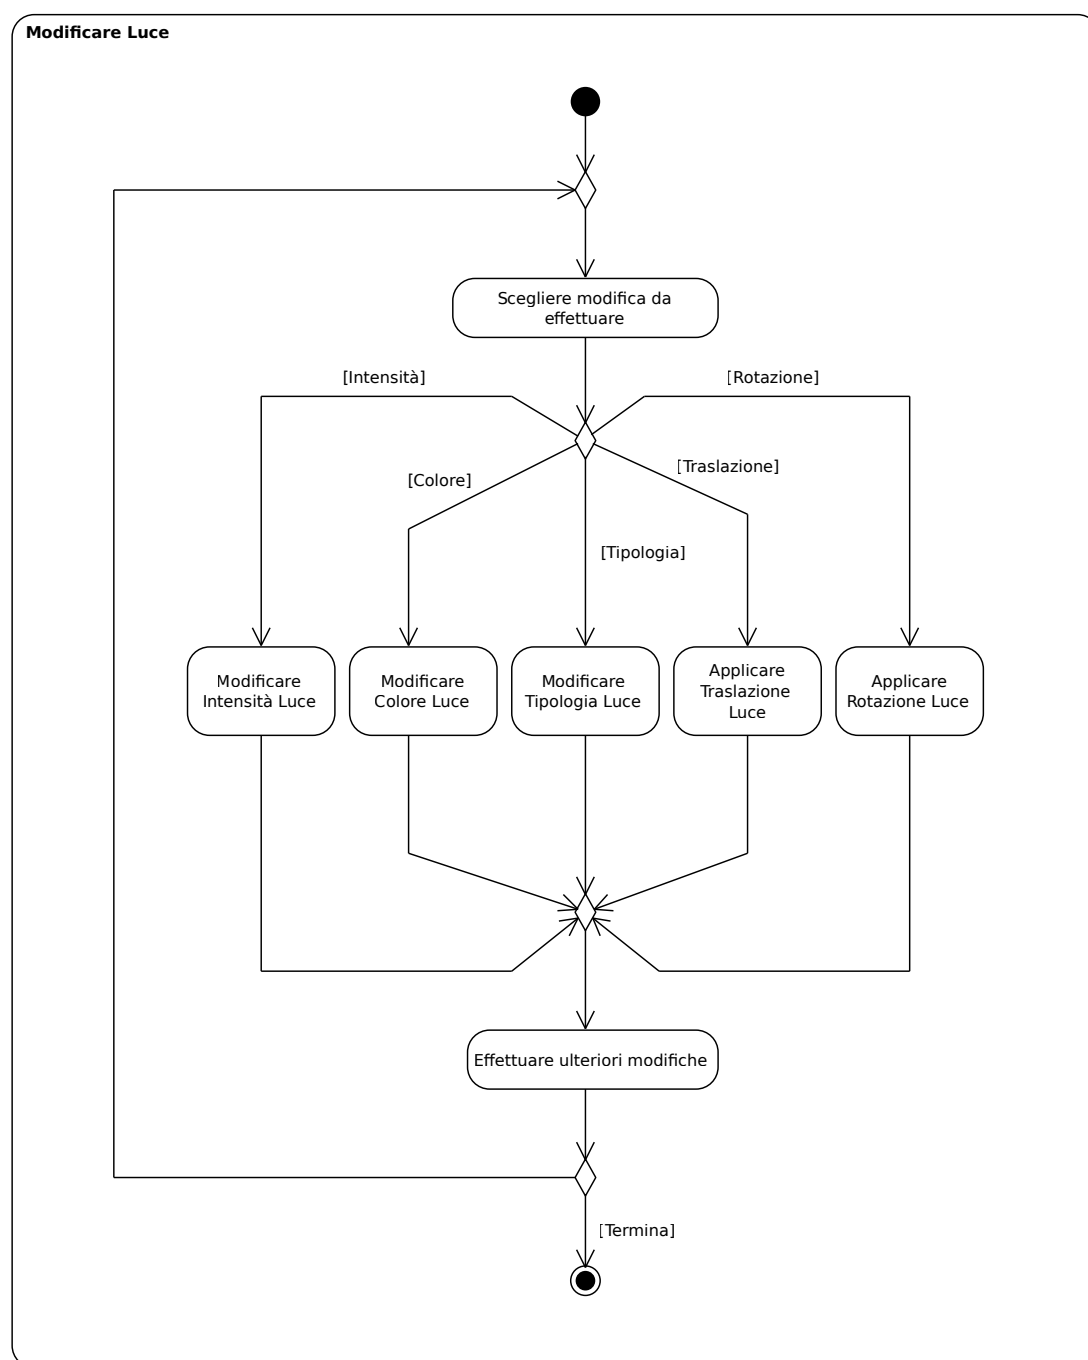 Modificare Luce
Scegliere modifica da
effettuare
[Intensità]
[Rotazione]
[Colore]
[Traslazione]
[Tipologia]
Modificare
Intensità Luce
Modificare
Colore Luce
Modificare
Tipologia Luce
Applicare
Traslazione
Luce
Applicare
Rotazione Luce
Effettuare ulteriori modifiche
[Termina]